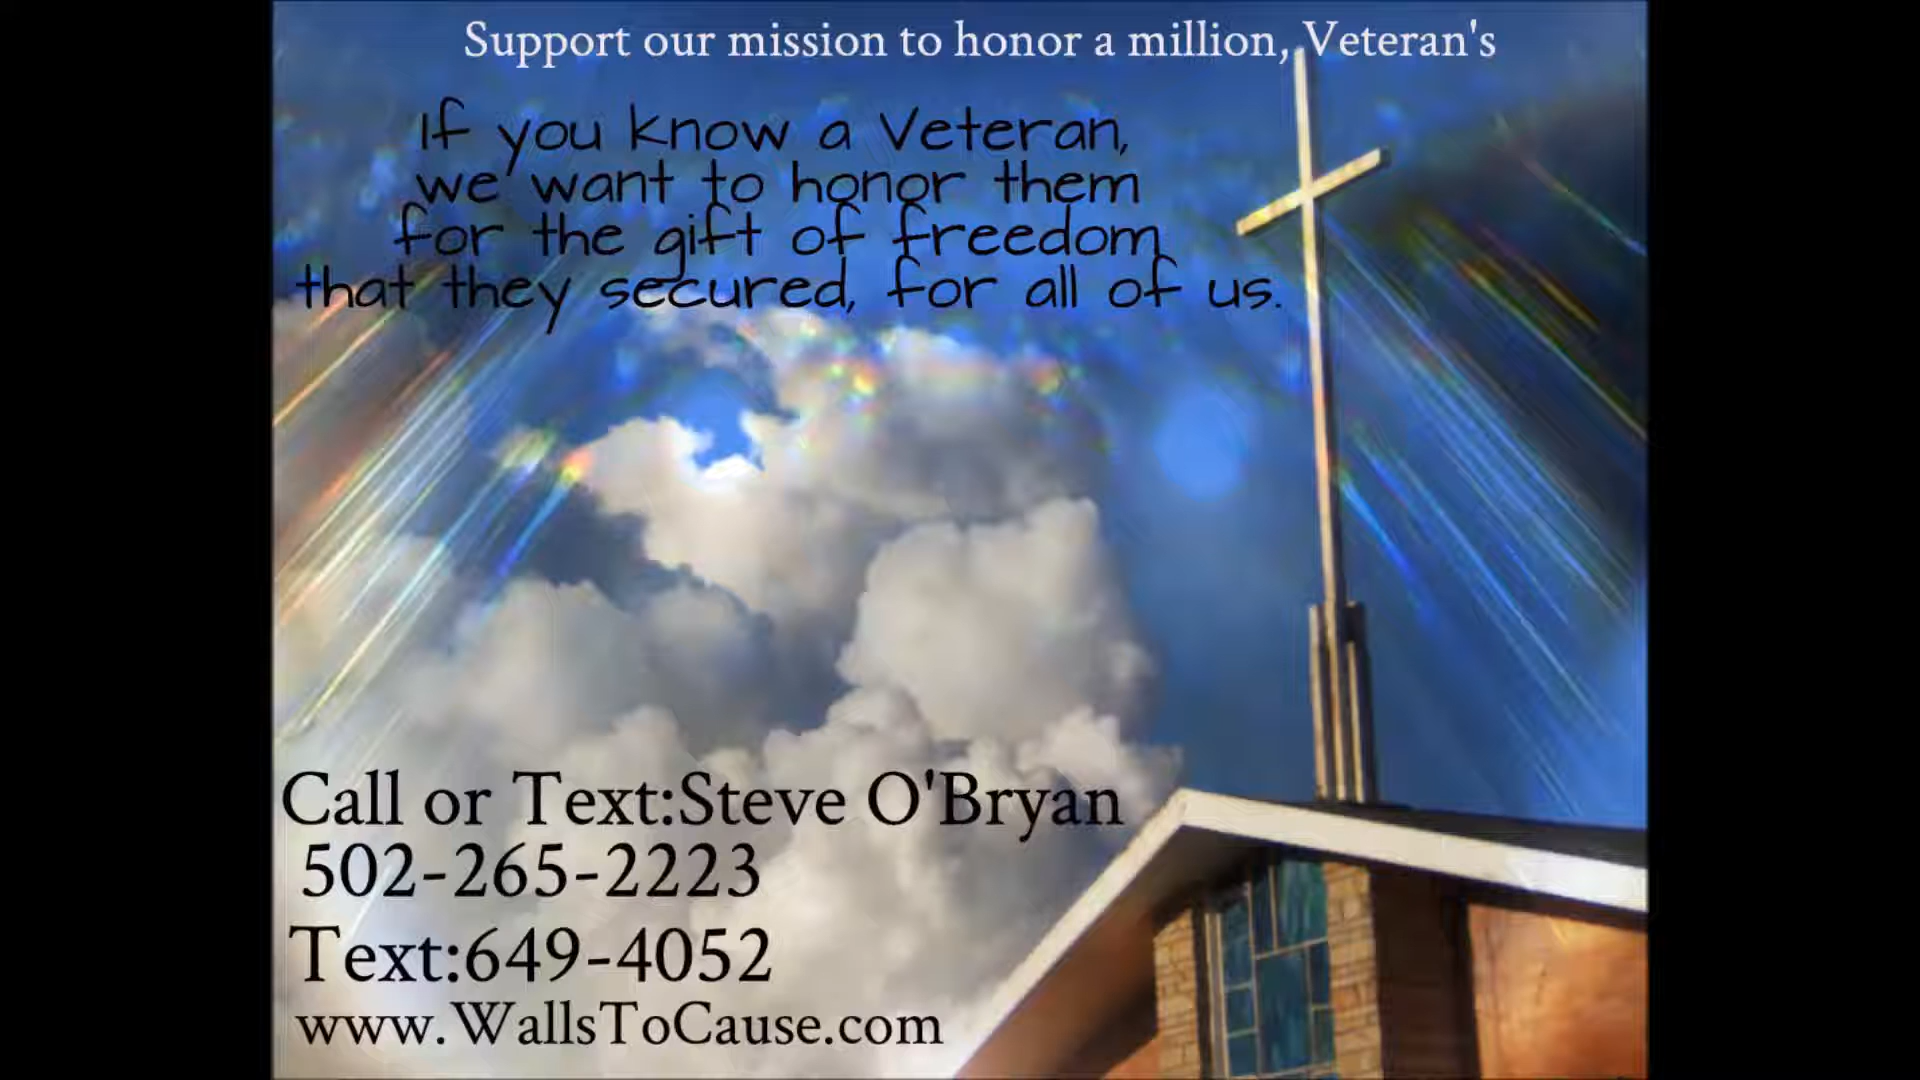 Support our mission to honor a million, Veteran's
If you know a Veteran,
we want to honor them
for the gift of freedom
that they secured, for all of us.
Call or Text:Steve O'Bryan
502-265-2223
Text:649-4052
www.WallsToCause.com